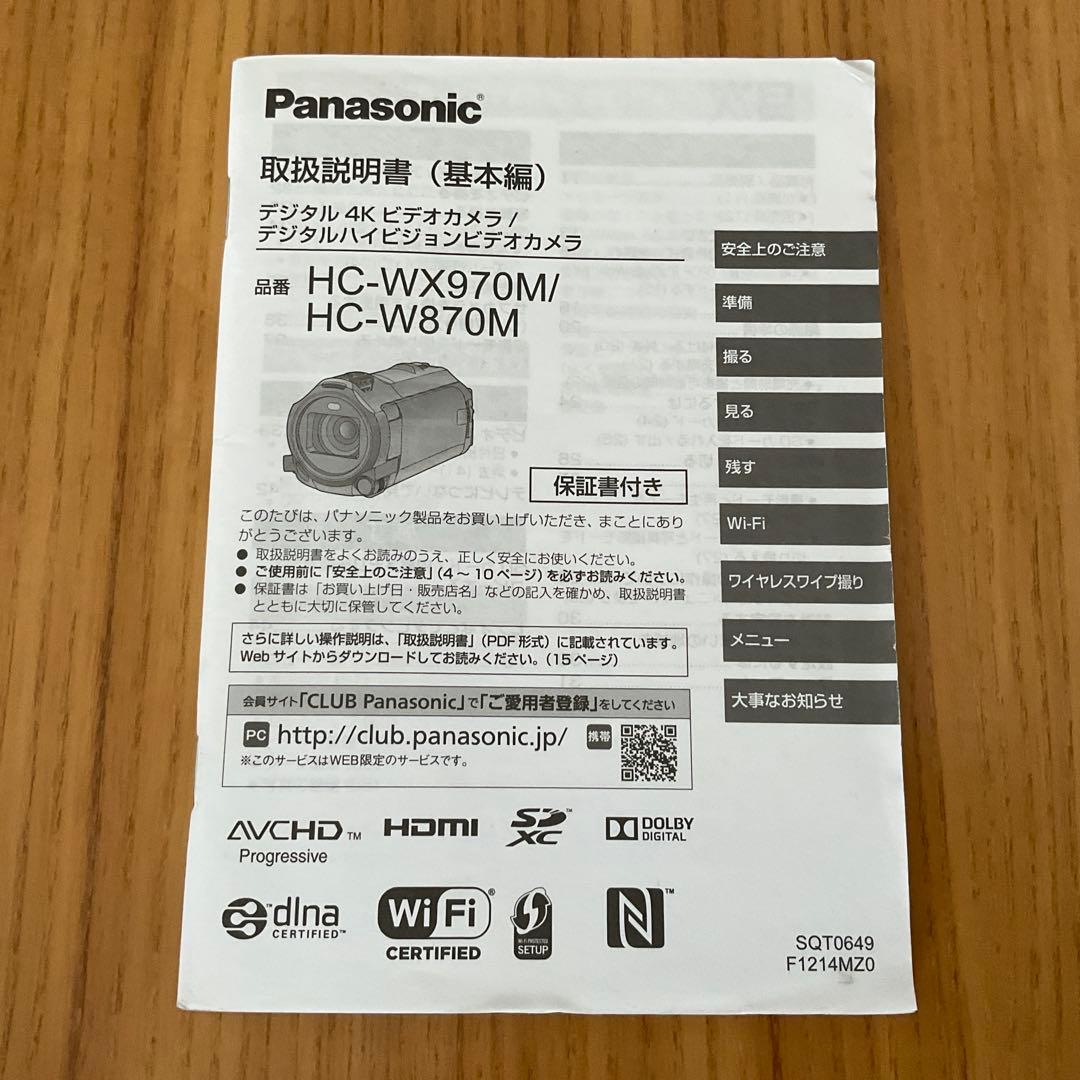 Panasonic®
取扱説明書（基本編）
デジタル 4K ビデオカメラ /
デジタルハイビジョンビデオカメラ
品番 HC-WX970M/
HC-W870M
安全上のご注意
準備
撮る
見る
残す
Wi-Fi
ワイヤレスワイプ撮り
メニュー
大事なお知らせ
保証書付き
このたびは、パナソニック製品をお買い上げいただき、まことにあり
がとうございます。
● 取扱説明書をよくお読みのうえ、正しく安全にお使いください。
● ご使用前に「安全上のご注意」（4 ～ 10 ページ）を必ずお読みください。
● 保証書は「お買い上げ日・販売店名」などの記入を確かめ、取扱説明書
とともに大切に保管してください。
さらに詳しい操作説明は、「取扱説明書」（PDF 形式）に記載されています。
Web サイトからダウンロードしてお読みください。（15 ページ）
会員サイト「CLUB Panasonic」で「ご愛用者登録」をしてください
PC http://club.panasonic.jp/ 携帯
※このサービスはWEB限定のサービスです。
AVCHD™
Progressive
HDMI
SD XC™
DOLBY
DIGITAL
dlna
CERTIFIED™
Wi Fi®
CERTIFIED
WI-FI PROTECTED
SETUP
N™
SQT0649
F1214MZ0